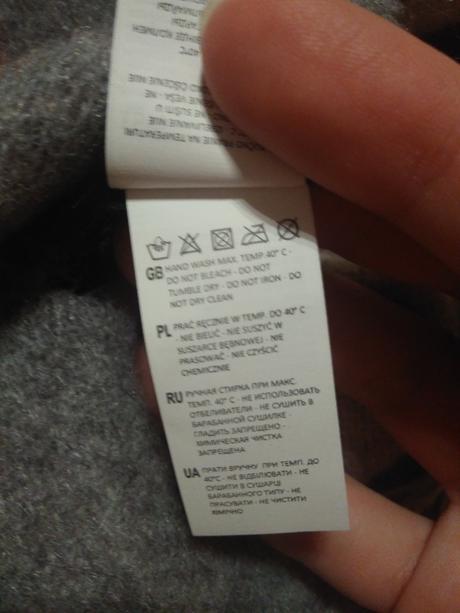 GB HAND WASH MAX. TEMP. 40° C -
DO NOT BLEACH - DO NOT
TUMBLE DRY - DO NOT IRON - DO
NOT DRY CLEAN
PL PRAĆ RĘCZNIE W TEMP. DO 40° C
- NIE BIELIĆ - NIE SUSZYĆ W
SUSZARCE BĘBNOWEJ - NIE
PRASOWAĆ - NIE CZYŚCIĆ
CHEMICZNIE
RU РУЧНАЯ СТИРКА ПРИ МАКС.
ТЕМП. 40° C - НЕ ИСПОЛЬЗОВАТЬ
ОТБЕЛИВАТЕЛИ - НЕ СУШИТЬ В
БАРАБАННОЙ СУШИЛКЕ -
ГЛАДИТЬ ЗАПРЕЩЕНО -
ХИМИЧЕСКАЯ ЧИСТКА
ЗАПРЕЩЕНА
UA ПРАТИ ВРУЧНУ ПРИ ТЕМП. ДО
40°C - НЕ ВІДБІЛЮВАТИ - НЕ
СУШИТИ В СУШАРЦІ
БАРАБАННОГО ТИПУ - НЕ
ПРАСУВАТИ - НЕ ЧИСТИТИ
ХІМІЧНО